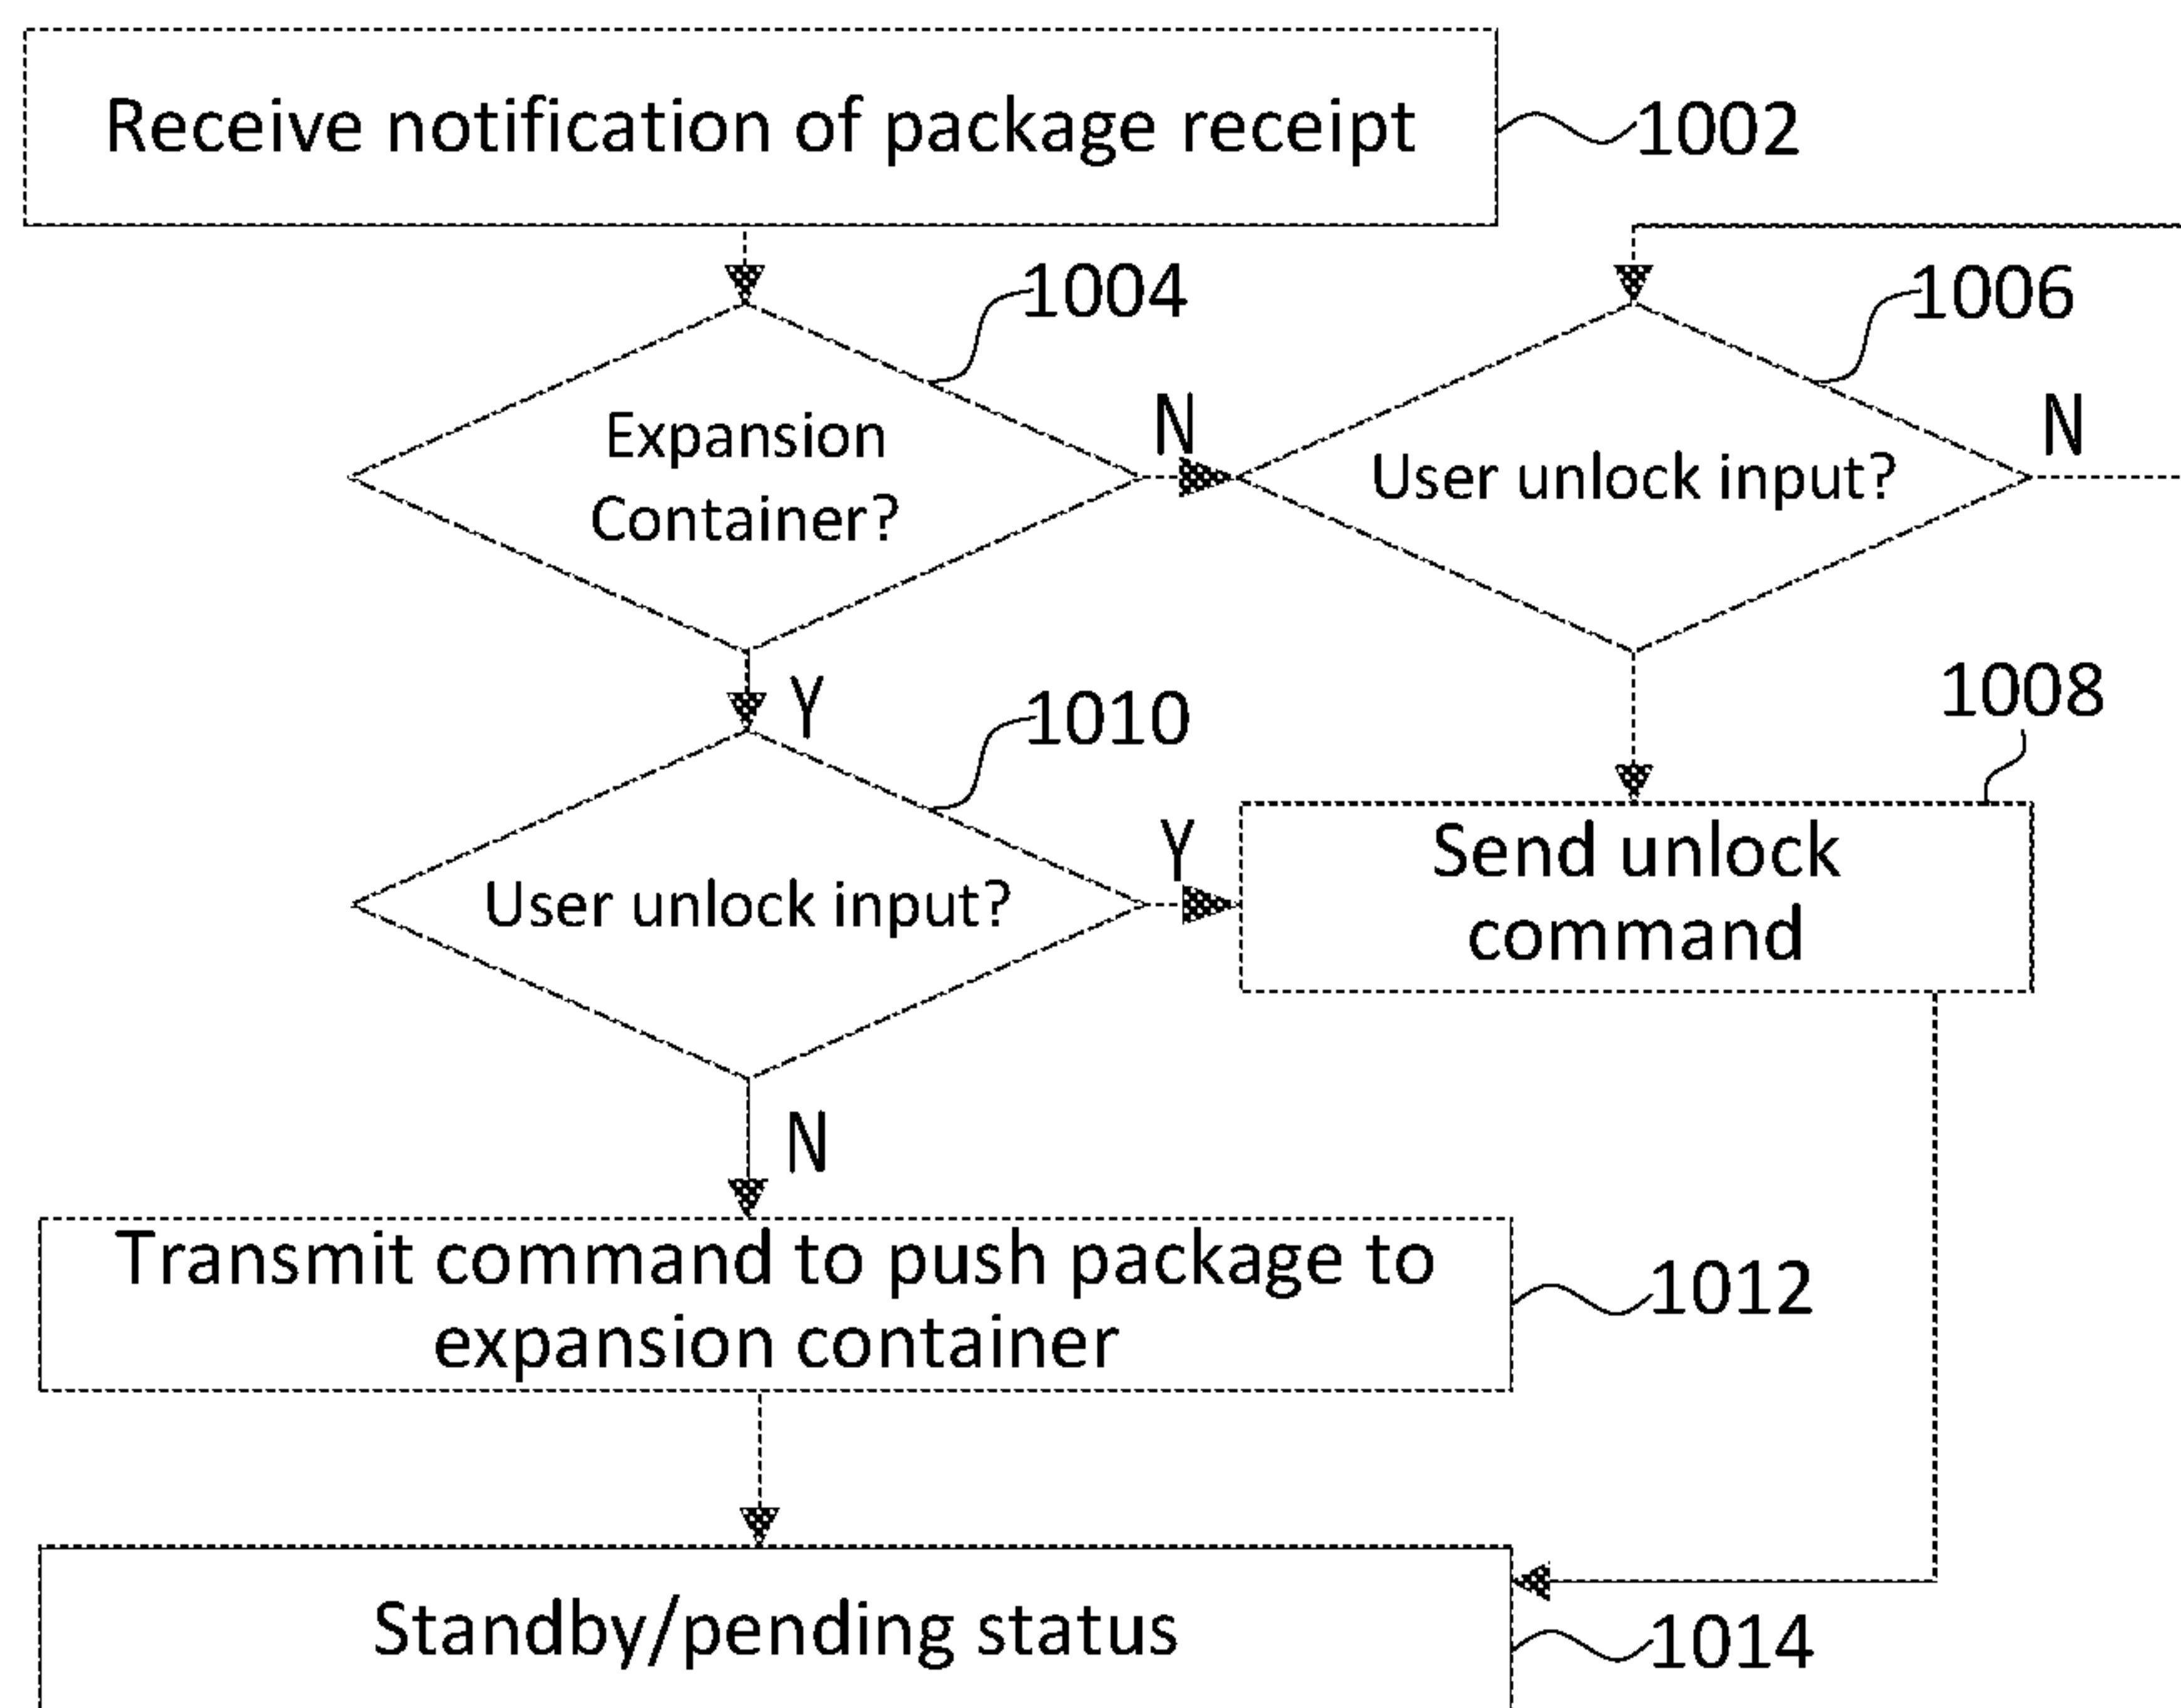 Receive notification of package receipt
1002
1004
1006
Expansion
Container?
N
User unlock input?
N
Y
1010
1008
User unlock input?
Y
Send unlock
command
N
Transmit command to push package to
expansion container
1012
Standby/pending status
1014